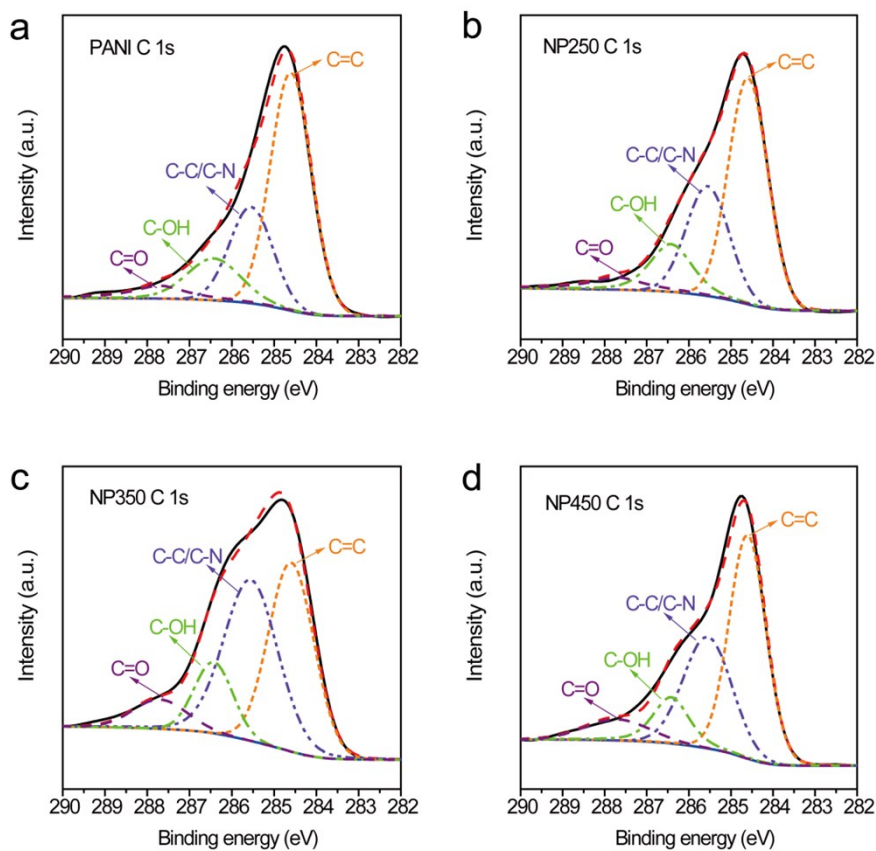 a
PANI C 1s
C=C
C-C/C-N
C-OH
C=O
Intensity (a.u.)
290 289 288 287 286 285 284 283 282
Binding energy (eV)
b
NP250 C 1s
C=C
C-C/C-N
C-OH
C=O
Intensity (a.u.)
290 289 288 287 286 285 284 283 282
Binding energy (eV)
c
NP350 C 1s
C-C/C-N
C=C
C-OH
C=O
Intensity (a.u.)
290 289 288 287 286 285 284 283 282
Binding energy (eV)
d
NP450 C 1s
C=C
C-C/C-N
C-OH
C=O
Intensity (a.u.)
290 289 288 287 286 285 284 283 282
Binding energy (eV)